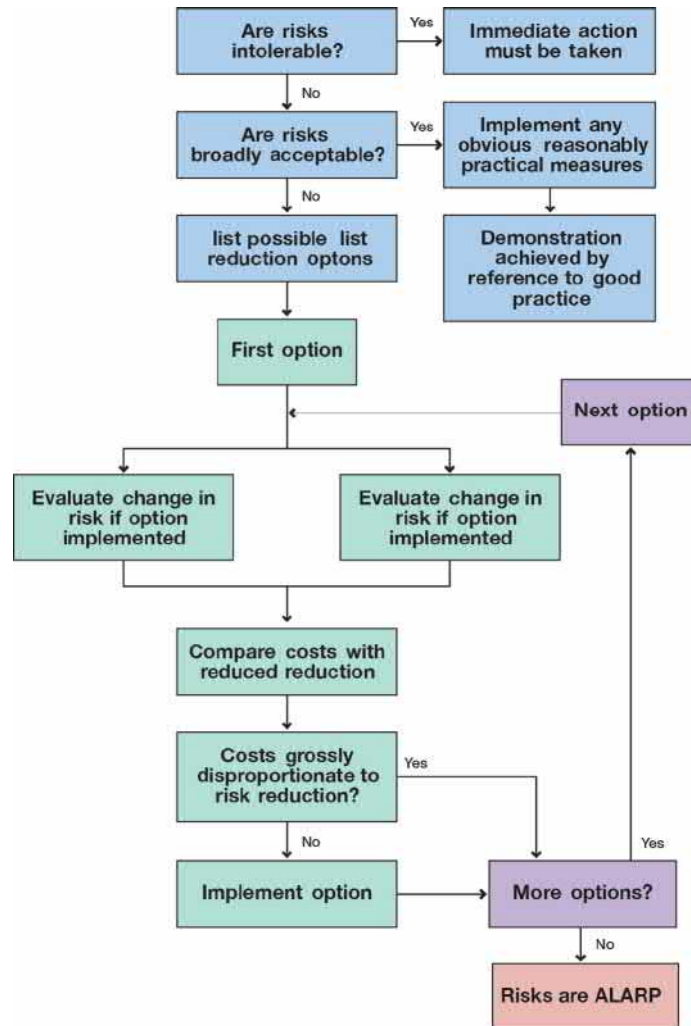 Are risks
intolerable?
Yes
Immediate action
must be taken
No
Are risks
broadly acceptable?
Yes
Implement any
obvious reasonably
practical measures
No
list possible list
reduction optons
Demonstration
achieved by
reference to good
practice
First option
Next option
Evaluate change in
risk if option
implemented
Evaluate change in
risk if option
implemented
Compare costs with
reduced reduction
Costs grossly
disproportionate to
risk reduction?
Yes
No
Yes
Implement option
More options?
No
Risks are ALARP